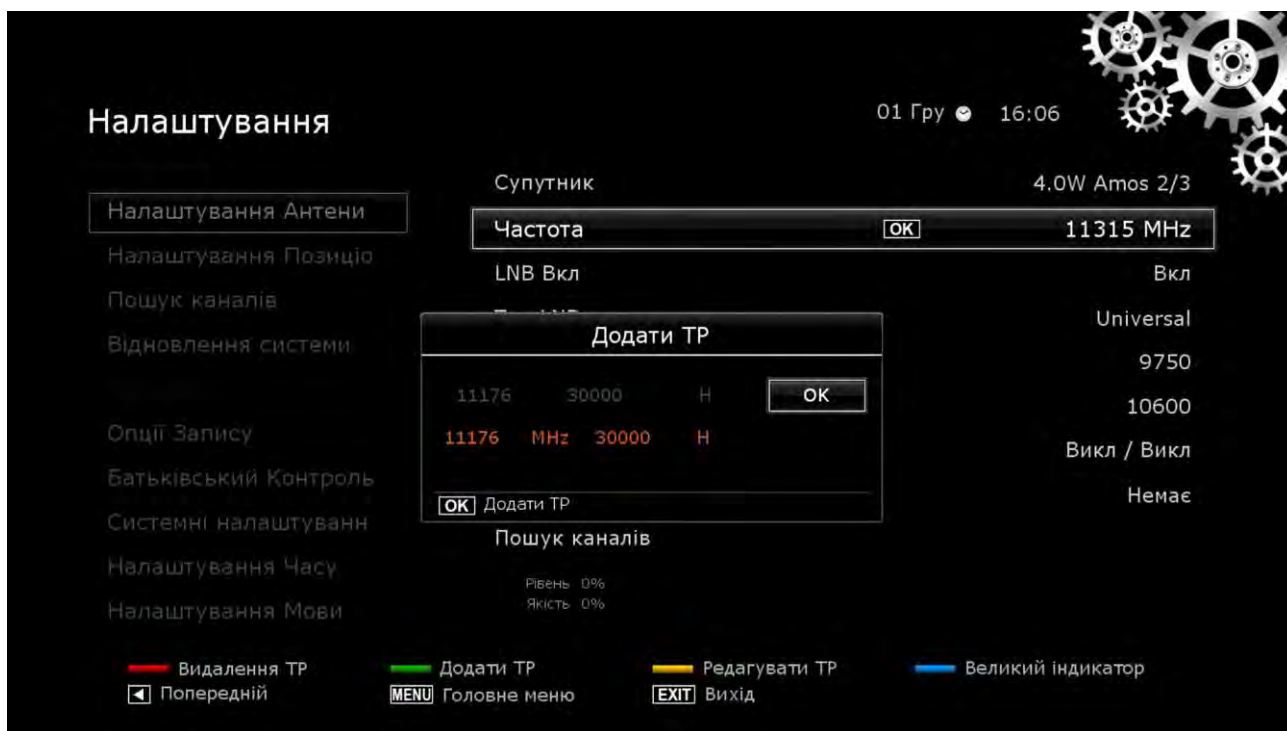 Налаштування
01 Гру 16:06
Налаштування Антени
Налаштування Позиціо
Пошук каналів
Відновлення системи
Опції Запису
Батьківський Контроль
Системні налаштуванн
Налаштування Часу
Налаштування Мови
Супутник 4.0W Amos 2/3
Частота OK 11315 MHz
LNB Вкл Вкл
Universal
9750
10600
Викл / Викл
Немає
Додати TP
11176 30000 H OK
11176 MHz 30000 H
OK Додати TP
Пошук каналів
Рівень 0%
Якість 0%
Видалення TP Додати TP Редагувати TP Великий індикатор
Попередній MENU Головне меню EXIT Вихід